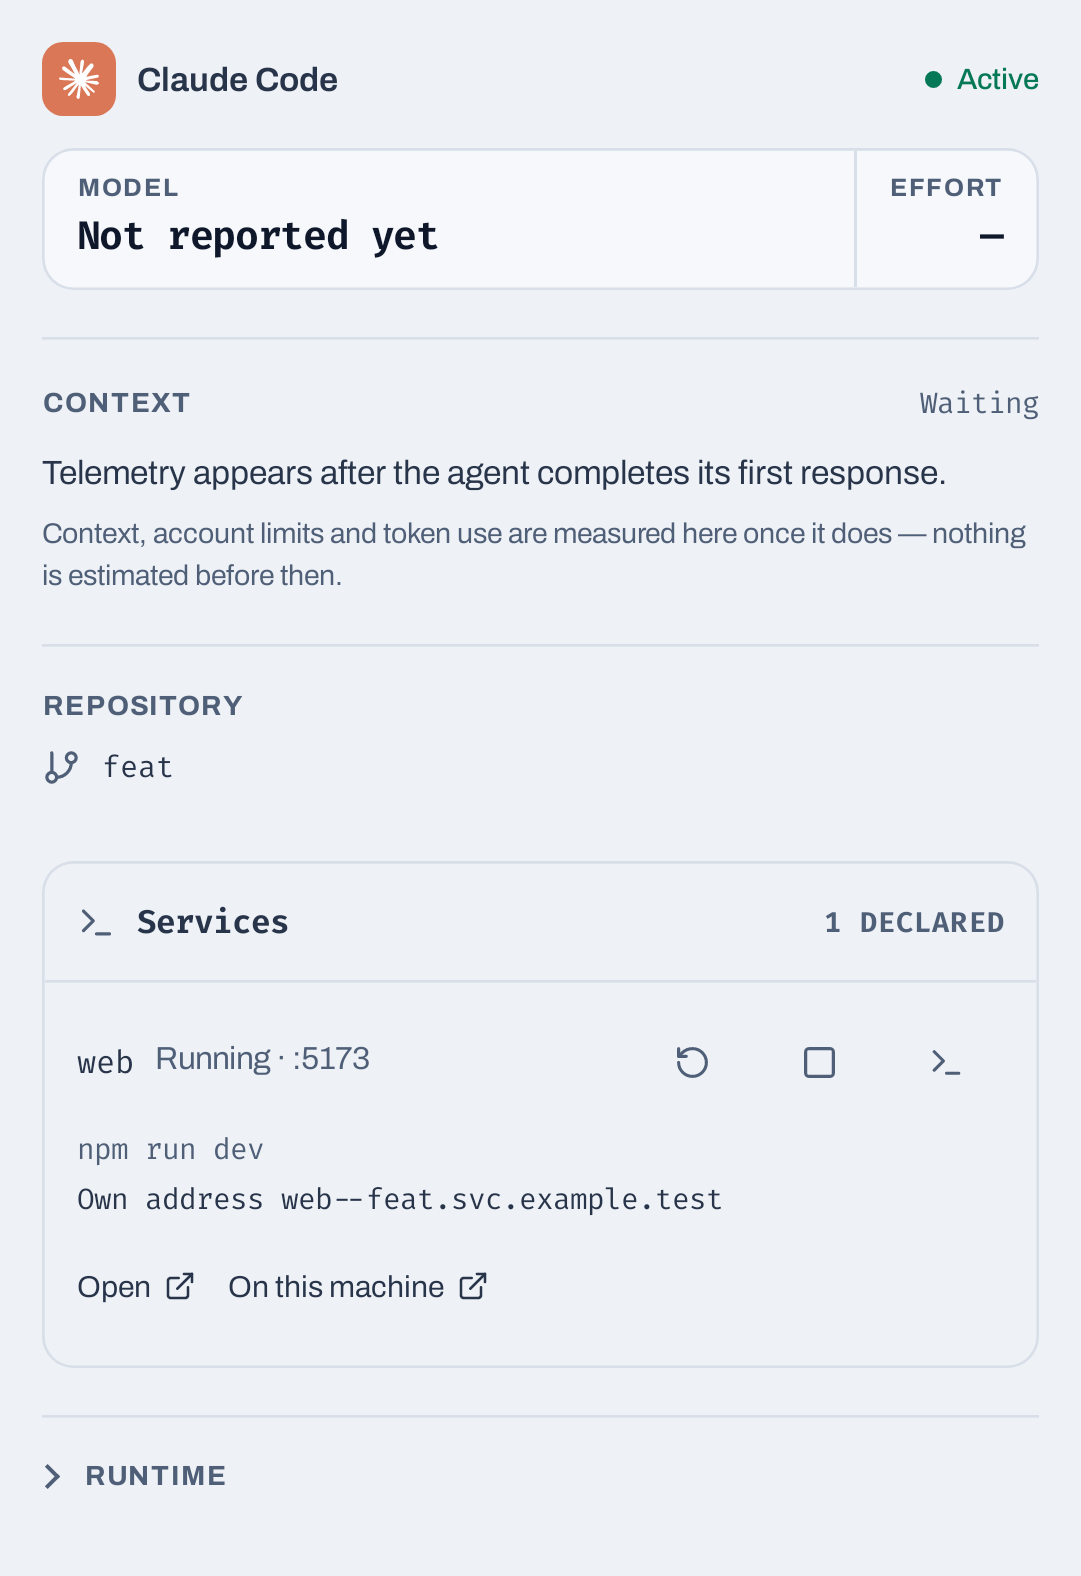 Claude Code
Active
MODEL
EFFORT
Not reported yet
—
CONTEXT
Waiting
Telemetry appears after the agent completes its first response.
Context, account limits and token use are measured here once it does — nothing
is estimated before then.
REPOSITORY
feat
Services
1 DECLARED
web Running · :5173
npm run dev
Own address web--feat.svc.example.test
Open On this machine
RUNTIME